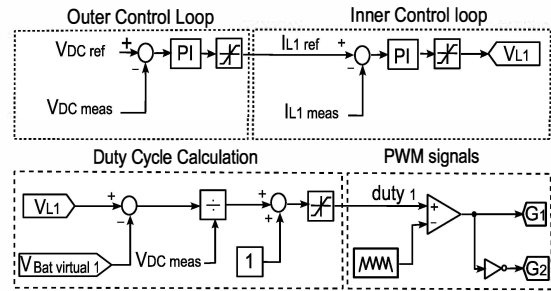 Outer Control Loop
Inner Control loop
VDC ref
+
−
PI
IL1 ref
+
−
PI
VL1
VDC meas
IL1 meas
Duty Cycle Calculation
PWM signals
VL1
+
−
÷
+
+
duty 1
+
−
G1
V Bat virtual 1
VDC meas
1
G2